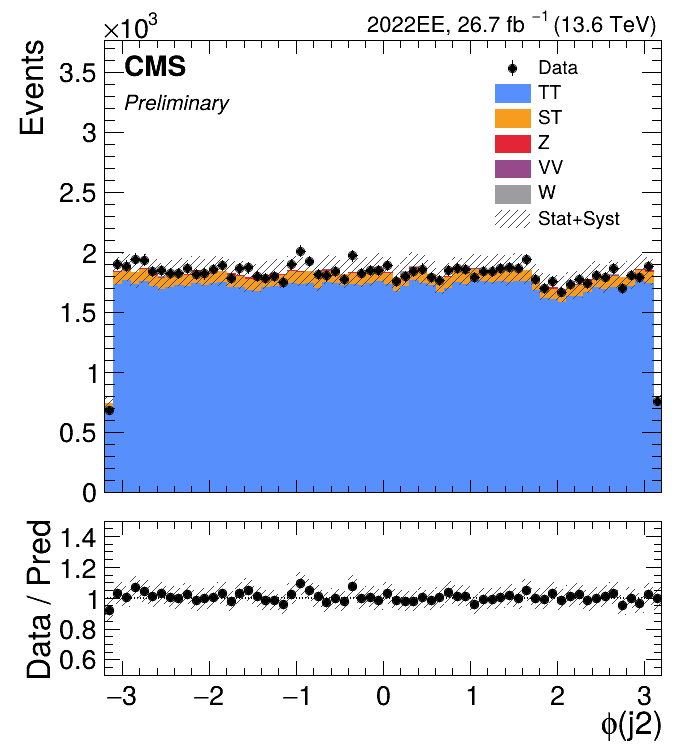 ×10³
2022EE, 26.7 fb ⁻¹ (13.6 TeV)
CMS
Preliminary
Events
Data
TT
ST
Z
VV
W
Stat+Syst
3.5
3
2.5
2
1.5
1
0.5
0
Data / Pred
1.4
1.2
1
0.8
0.6
−3 −2 −1 0 1 2 3
ϕ(j2)